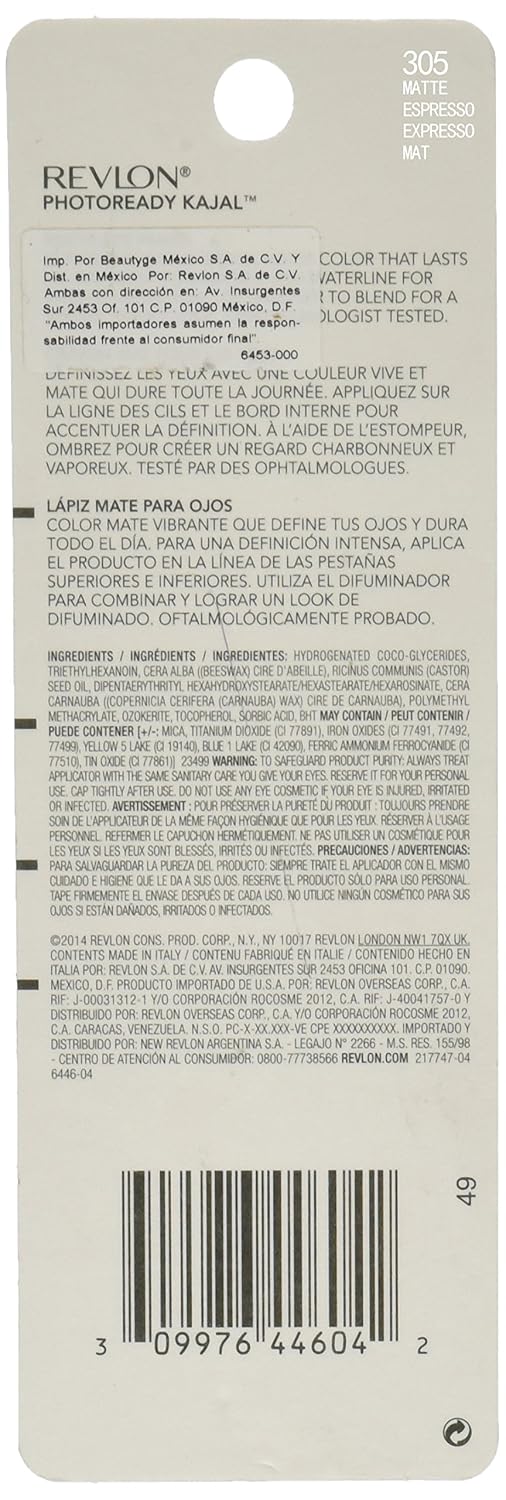 305
MATTE
ESPRESSO
EXPRESSO
MAT
REVLON®
PHOTOREADY KAJAL™
Imp. Por Beautyge México S.A. de C.V. Y
Dist. en México Por: Revlon S.A. de C.V.
Ambas con dirección en: Av. Insurgentes
Sur 2453 Of. 101 C.P. 01090 México, D.F.
"Ambos importadores asumen la respon-
sabilidad frente al consumidor final".
6453-000
COLOR THAT LASTS
WATERLINE FOR
TO BLEND FOR A
OLOGIST TESTED.
DÉFINISSEZ LES YEUX AVEC UNE COULEUR VIVE ET
MATE QUI DURE TOUTE LA JOURNÉE. APPLIQUEZ SUR
LA LIGNE DES CILS ET LE BORD INTERNE POUR
ACCENTUER LA DÉFINITION. À L'AIDE DE L'ESTOMPEUR,
OMBREZ POUR CRÉER UN REGARD CHARBONNEUX ET
VAPOREUX. TESTÉ PAR DES OPHTALMOLOGUES.
LÁPIZ MATE PARA OJOS
COLOR MATE VIBRANTE QUE DEFINE TUS OJOS Y DURA
TODO EL DÍA. PARA UNA DEFINICIÓN INTENSA, APLICA
EL PRODUCTO EN LA LÍNEA DE LAS PESTAÑAS
SUPERIORES E INFERIORES. UTILIZA EL DIFUMINADOR
PARA COMBINAR Y LOGRAR UN LOOK DE
DIFUMINADO. OFTALMOLÓGICAMENTE PROBADO.
INGREDIENTS / INGRÉDIENTS / INGREDIENTES: HYDROGENATED COCO-GLYCERIDES,
TRIETHYLHEXANOIN, CERA ALBA ((BEESWAX) CIRE D'ABEILLE), RICINUS COMMUNIS (CASTOR)
SEED OIL, DIPENTAERYTHRITYL HEXAHYDROXYSTEARATE/HEXASTEARATE/HEXAROSINATE, CERA
CARNAUBA ((COPERNICIA CERIFERA (CARNAUBA) WAX) CIRE DE CARNAUBA), POLYMETHYL
METHACRYLATE, OZOKERITE, TOCOPHEROL, SORBIC ACID, BHT MAY CONTAIN / PEUT CONTENIR /
PUEDE CONTENER [+/-: MICA, TITANIUM DIOXIDE (CI 77891), IRON OXIDES (CI 77491, 77492,
77499), YELLOW 5 LAKE (CI 19140), BLUE 1 LAKE (CI 42090), FERRIC AMMONIUM FERROCYANIDE (CI
77510), TIN OXIDE (CI 77861)] 23499 WARNING: TO SAFEGUARD PRODUCT PURITY: ALWAYS TREAT
APPLICATOR WITH THE SAME SANITARY CARE YOU GIVE YOUR EYES. RESERVE IT FOR YOUR PERSONAL
USE. CAP TIGHTLY AFTER USE. DO NOT USE ANY EYE COSMETIC IF YOUR EYE IS INJURED, IRRITATED
OR INFECTED. AVERTISSEMENT : POUR PRÉSERVER LA PURETÉ DU PRODUIT : TOUJOURS PRENDRE
SOIN DE L'APPLICATEUR DE LA MÊME FAÇON HYGIÉNIQUE QUE POUR LES YEUX. RÉSERVER À L'USAGE
PERSONNEL. REFERMER LE CAPUCHON HERMÉTIQUEMENT. NE PAS UTILISER UN COSMÉTIQUE POUR
LES YEUX SI LES YEUX SONT BLESSÉS, IRRITÉS OU INFECTÉS. PRECAUCIONES / ADVERTENCIAS:
PARA SALVAGUARDAR LA PUREZA DEL PRODUCTO: SIEMPRE TRATE EL APLICADOR CON EL MISMO
CUIDADO E HIGIENE QUE LE DA A SUS OJOS. RESERVE EL PRODUCTO SÓLO PARA USO PERSONAL.
TAPE FIRMEMENTE EL ENVASE DESPUÉS DE CADA USO. NO UTILICE NINGÚN COSMÉTICO PARA SUS
OJOS SI ESTÁN DAÑADOS, IRRITADOS O INFECTADOS.
©2014 REVLON CONS. PROD. CORP., N.Y., NY 10017 REVLON LONDON NW1 7QX UK.
CONTENTS MADE IN ITALY / CONTENU FABRIQUÉ EN ITALIE / CONTENIDO HECHO EN
ITALIA POR: REVLON S.A. DE C.V. AV. INSURGENTES SUR 2453 OFICINA 101. C.P. 01090.
MEXICO, D.F. PRODUCTO IMPORTADO DE U.S.A. POR: REVLON OVERSEAS CORP., C.A.
RIF: J-00031312-1 Y/O CORPORACIÓN ROCOSME 2012, C.A. RIF: J-40041757-0 Y
DISTRIBUIDO POR: REVLON OVERSEAS CORP., C.A. Y/O CORPORACIÓN ROCOSME 2012,
C.A. CARACAS, VENEZUELA. N.S.O. PC-X-XX.XXX-VE CPE XXXXXXXXXX. IMPORTADO Y
DISTRIBUIDO POR: NEW REVLON ARGENTINA S.A. - LEGAJO N° 2266 - M.S. RES. 155/98
- CENTRO DE ATENCIÓN AL CONSUMIDOR: 0800-77738566 REVLON.COM 217747-04
6446-04
49
3 09976 44604 2